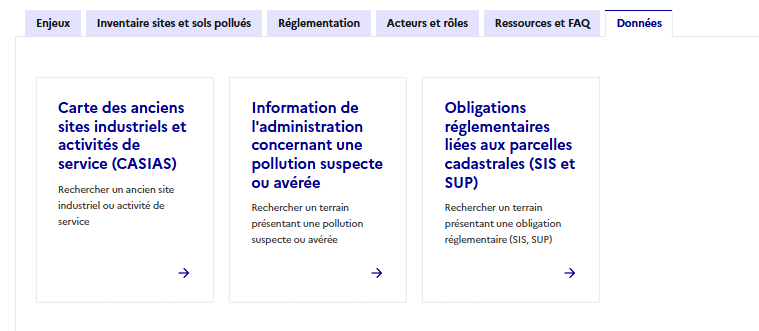 Enjeux
Inventaire sites et sols pollués
Réglementation
Acteurs et rôles
Ressources et FAQ
Données
Carte des anciens
sites industriels et
activités de
service (CASIAS)
Rechercher un ancien site
industriel ou activité de
service
Information de
l'administration
concernant une
pollution suspecte
ou avérée
Rechercher un terrain
présentant une pollution
suspecte ou avérée
Obligations
réglementaires
liées aux parcelles
cadastrales (SIS et
SUP)
Rechercher un terrain
présentant une obligation
réglementaire (SIS, SUP)